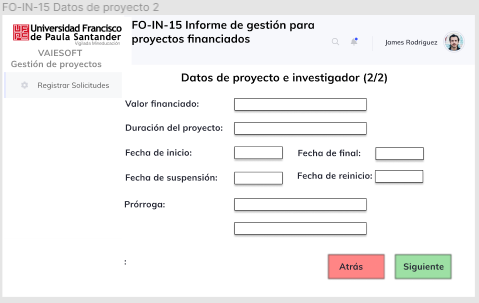 FO-IN-15 Datos de proyecto 2
Universidad Francisco
de Paula Santander
Vigilada Mineducación
VAIESOFT
Gestión de proyectos
Registrar Solicitudes
FO-IN-15 Informe de gestión para
proyectos financiados
James Rodriguez
Datos de proyecto e investigador (2/2)
Valor financiado:
Duración del proyecto:
Fecha de inicio:
Fecha de final:
Fecha de suspensión:
Fecha de reinicio:
Prórroga:
:
Atrás
Siguiente